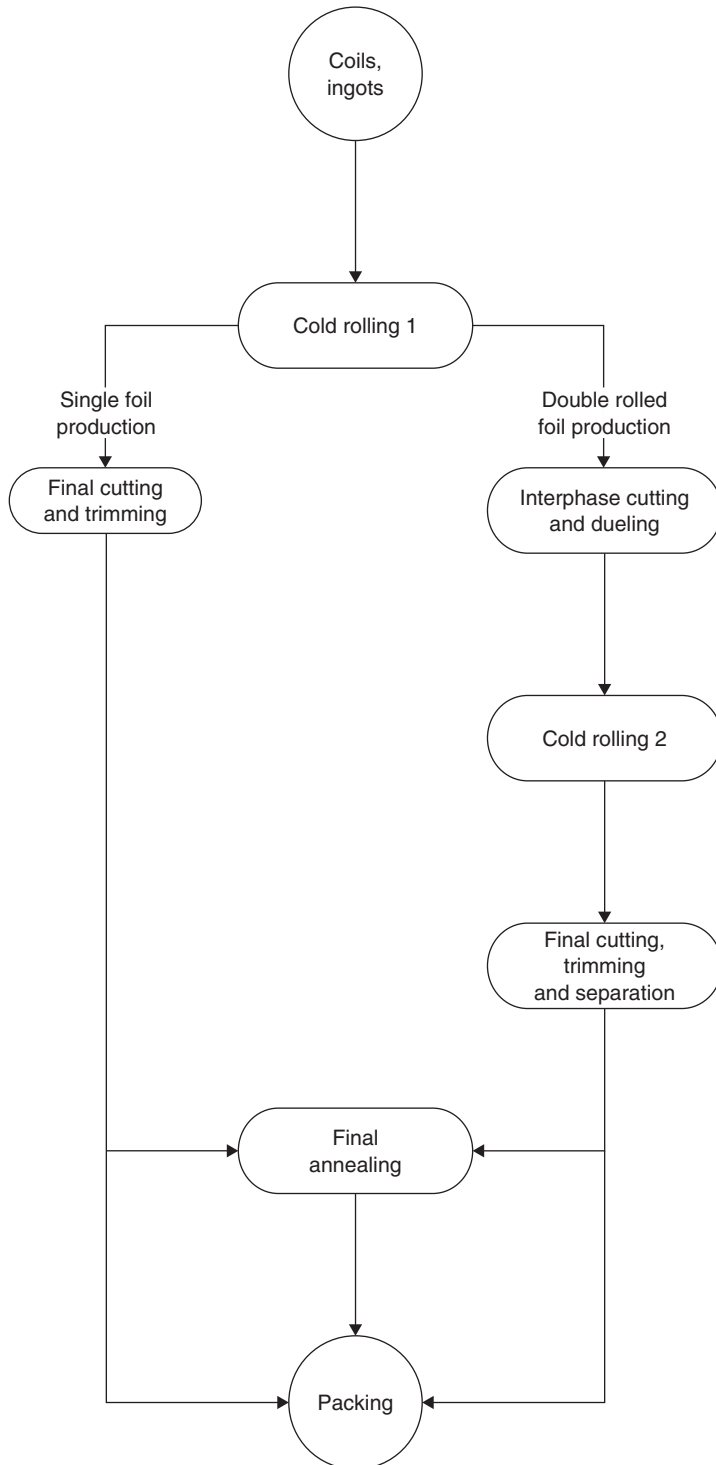 Coils,
ingots
Cold rolling 1
Single foil
production
Double rolled
foil production
Final cutting
and trimming
Interphase cutting
and dueling
Cold rolling 2
Final cutting,
trimming
and separation
Final
annealing
Packing